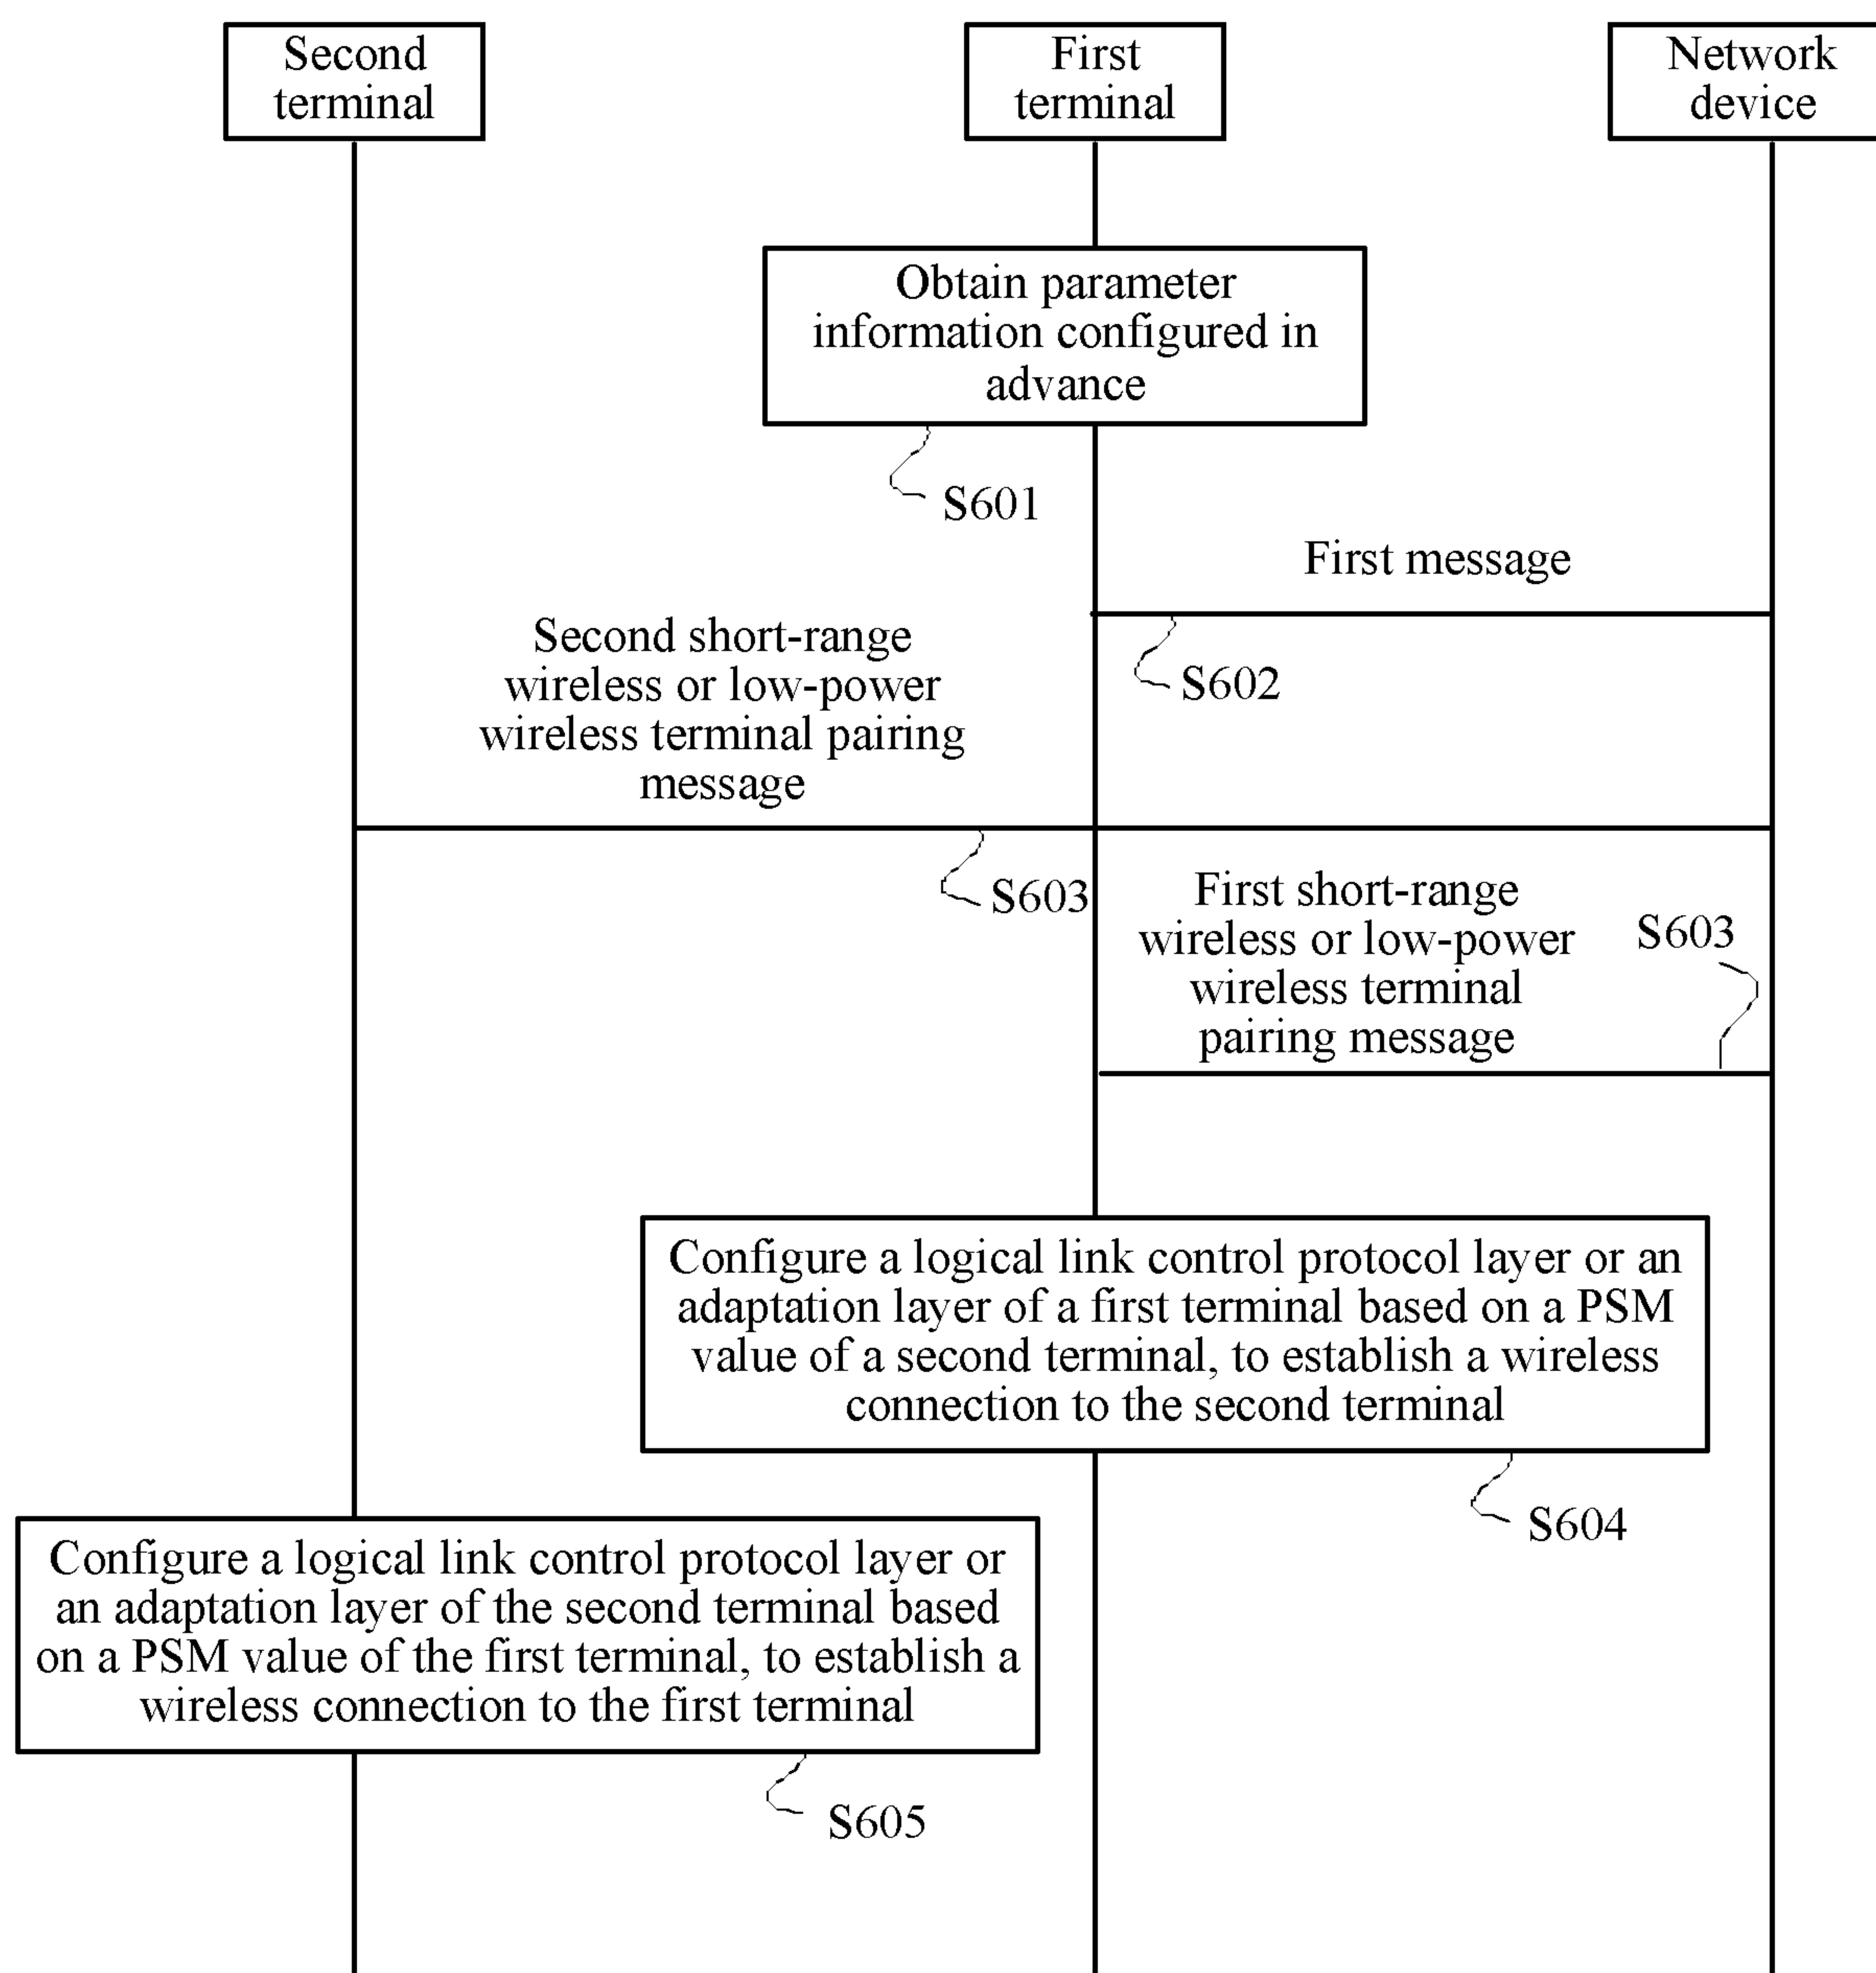 Second
terminal
First
terminal
Network
device
Obtain parameter
information configured in
advance
S601
First message
S602
Second short-range
wireless or low-power
wireless terminal pairing
message
S603
First short-range
wireless or low-power
wireless terminal
pairing message
S603
Configure a logical link control protocol layer or an
adaptation layer of a first terminal based on a PSM
value of a second terminal, to establish a wireless
connection to the second terminal
S604
Configure a logical link control protocol layer or
an adaptation layer of the second terminal based
on a PSM value of the first terminal, to establish a
wireless connection to the first terminal
S605